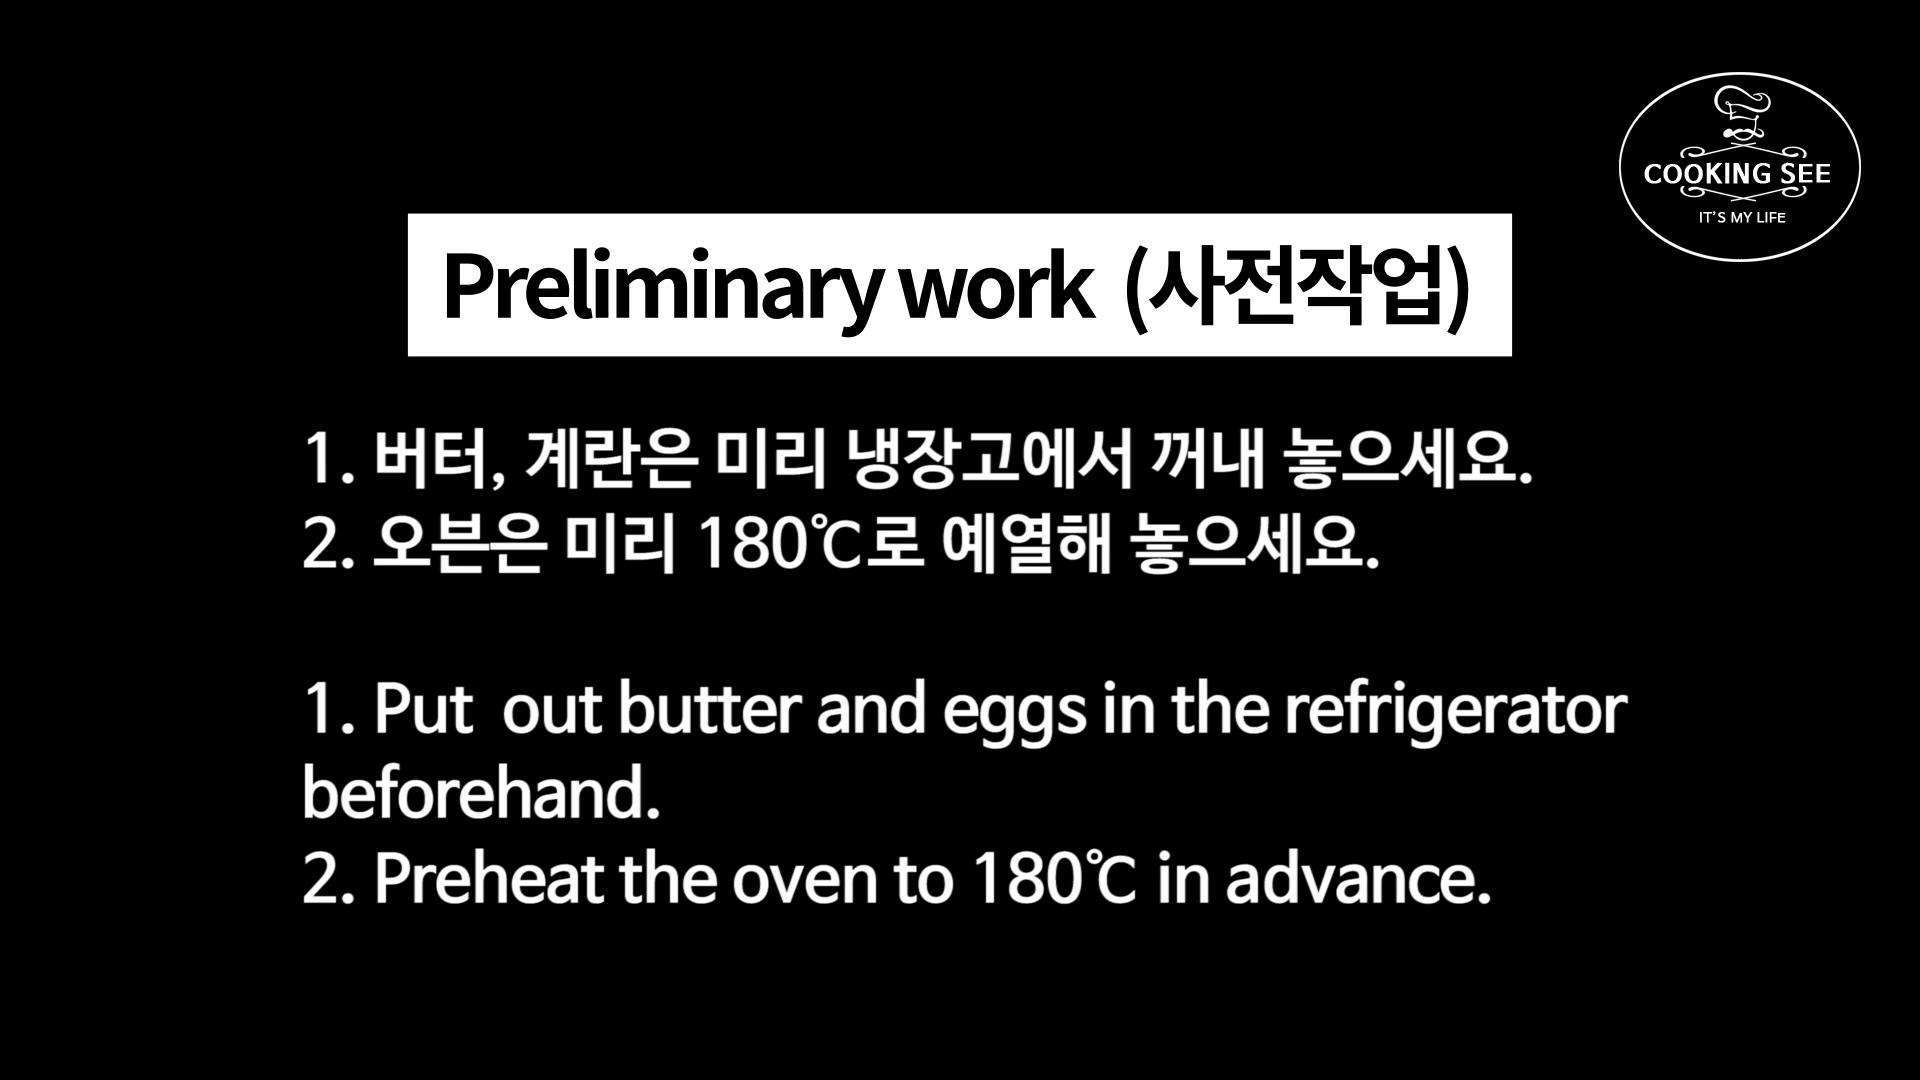 COOKING SEE
IT'S MY LIFE
Preliminary work (사전작업)
1. 버터, 계란은 미리 냉장고에서 꺼내 놓으세요.
2. 오븐은 미리 180℃로 예열해 놓으세요.
1. Put out butter and eggs in the refrigerator
beforehand.
2. Preheat the oven to 180℃ in advance.